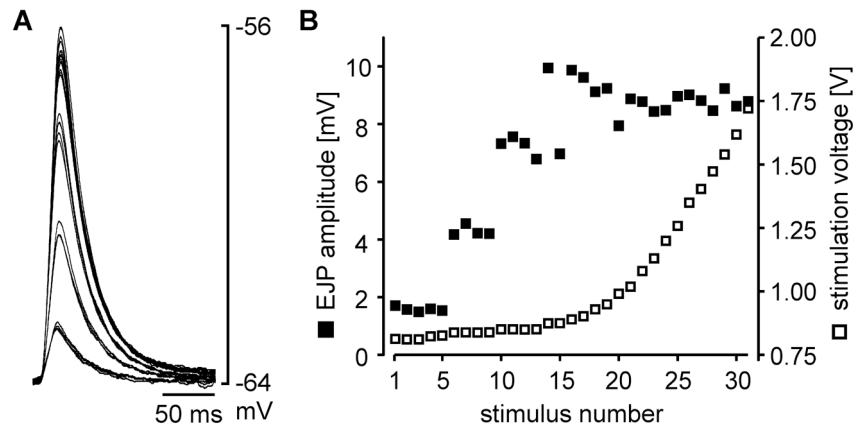 A
-56
-64
mV
50 ms
B
EJP amplitude [mV]
10
8
6
4
2
0
1 5 10 15 20 25 30
stimulus number
2.00
1.75
1.50
1.25
1.00
0.75
stimulation voltage [V]